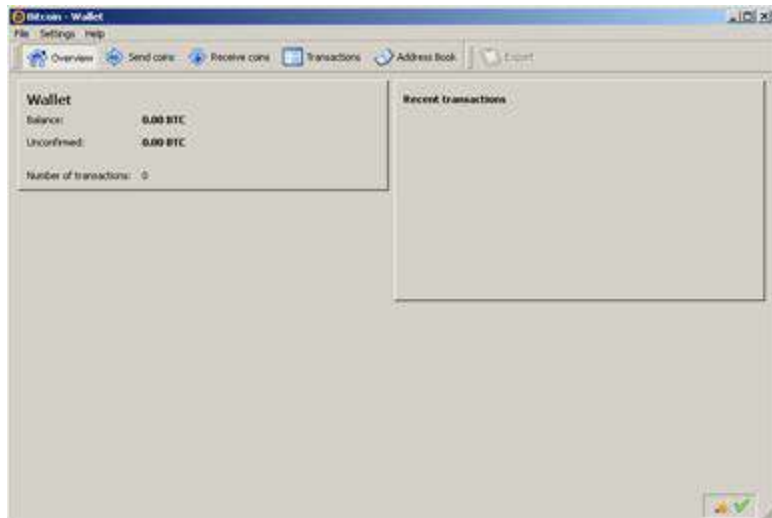 Bitcoin - Wallet
File Settings Help
Overview Send coins Receive coins Transactions Address Book Export
Wallet
Balance: 0.00 BTC
Unconfirmed: 0.00 BTC
Number of transactions: 0
Recent transactions